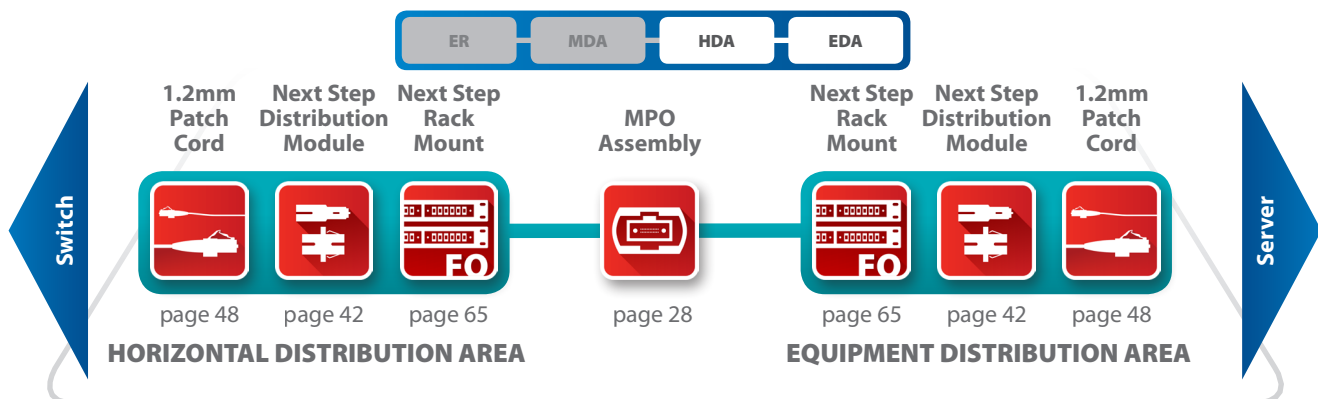 ER
MDA
HDA
EDA
1.2mm
Patch
Cord
Next Step
Distribution
Module
Next Step
Rack
Mount
MPO
Assembly
Next Step
Rack
Mount
Next Step
Distribution
Module
1.2mm
Patch
Cord
Switch
FO
FO
Server
page 48
page 42
page 65
page 28
page 65
page 42
page 48
HORIZONTAL DISTRIBUTION AREA
EQUIPMENT DISTRIBUTION AREA